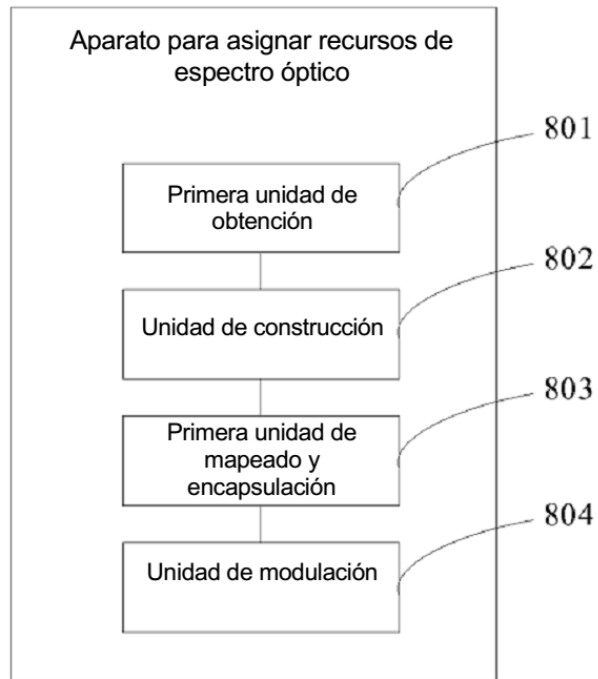 Aparato para asignar recursos de
espectro óptico
801
Primera unidad de
obtención
802
Unidad de construcción
803
Primera unidad de
mapeado y
encapsulación
804
Unidad de modulación